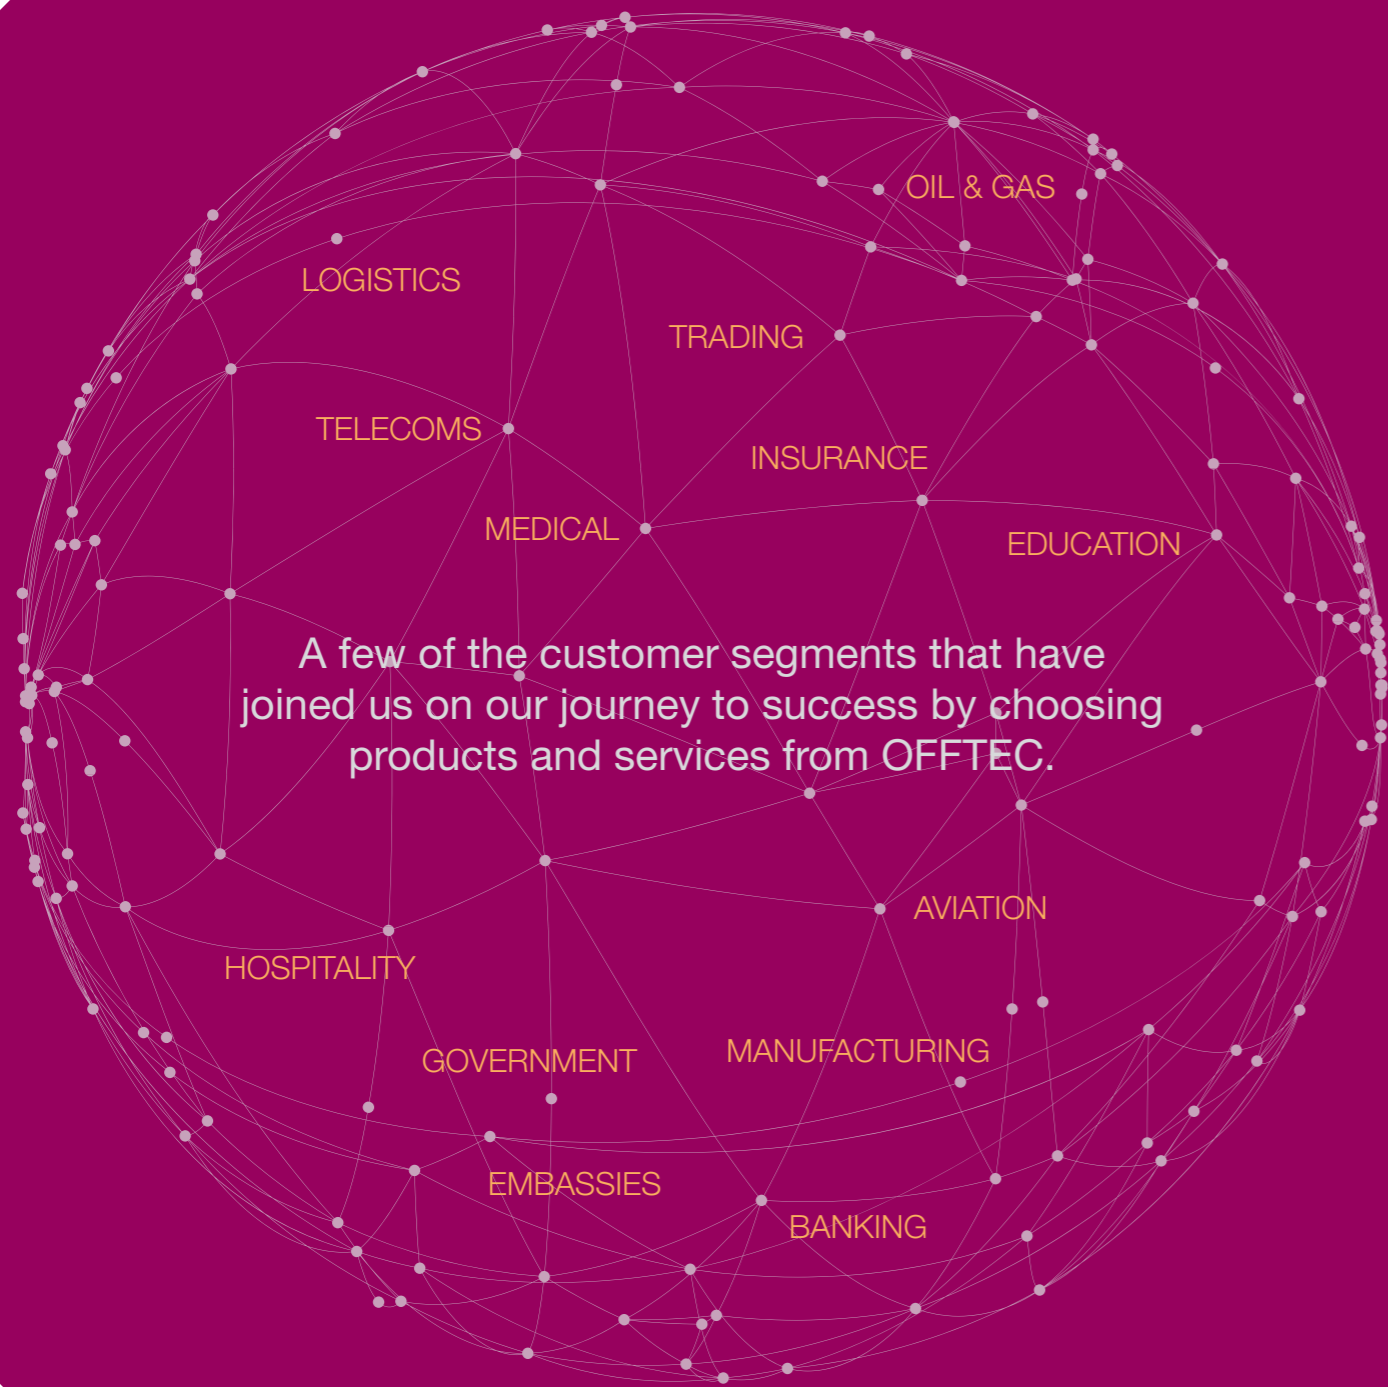 OIL & GAS
LOGISTICS
TRADING
TELECOMS
INSURANCE
MEDICAL
EDUCATION
A few of the customer segments that have
joined us on our journey to success by choosing
products and services from OFFTEC.
AVIATION
HOSPITALITY
MANUFACTURING
GOVERNMENT
EMBASSIES
BANKING